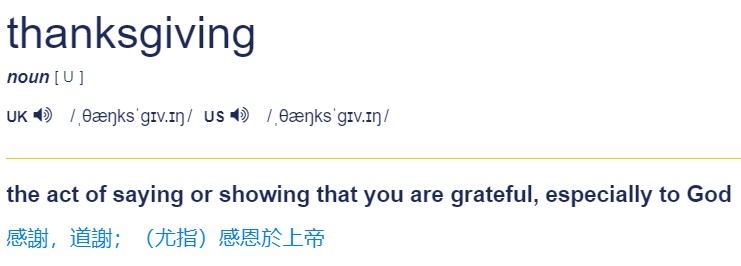 thanksgiving
noun [ U ]
UK /ˌθæŋksˈɡɪv.ɪŋ/ US /ˌθæŋksˈɡɪv.ɪŋ/
the act of saying or showing that you are grateful, especially to God
感謝，道謝；（尤指）感恩於上帝